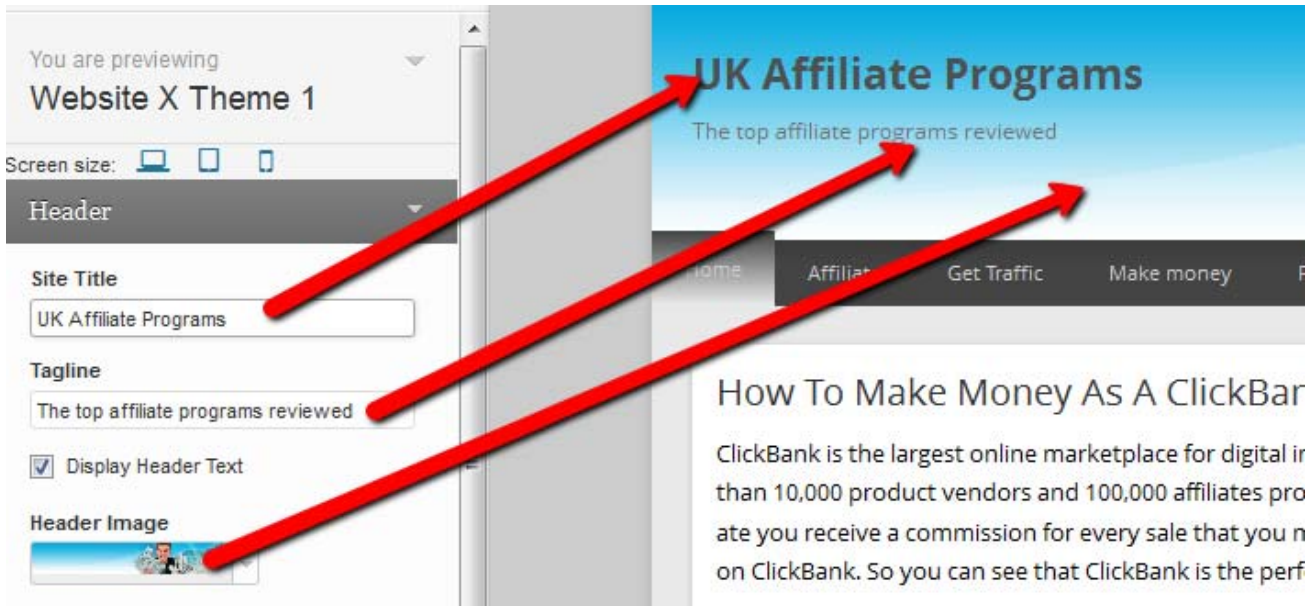 You are previewing
Website X Theme 1
Screen size:
Header
Site Title
UK Affiliate Programs
Tagline
The top affiliate programs reviewed
Display Header Text
Header Image
UK Affiliate Programs
The top affiliate programs reviewed
Home
Get Traffic
Make money
How To Make Money As A
ClickBank is the largest online marketplace for digital
than 10,000 product vendors and 100,000 affiliates
ate you receive a commission for every sale that you
on ClickBank. So you can see that ClickBank is the